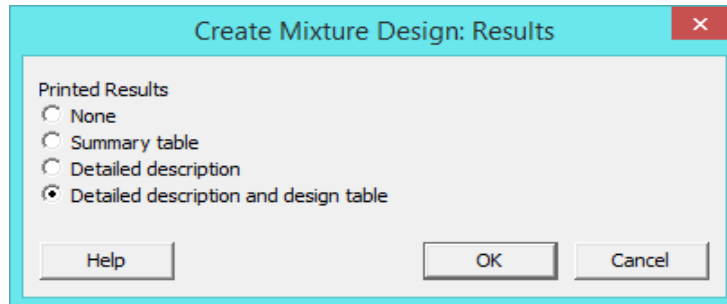 Create Mixture Design: Results
Printed Results
None
Summary table
Detailed description
Detailed description and design table
Help
OK
Cancel